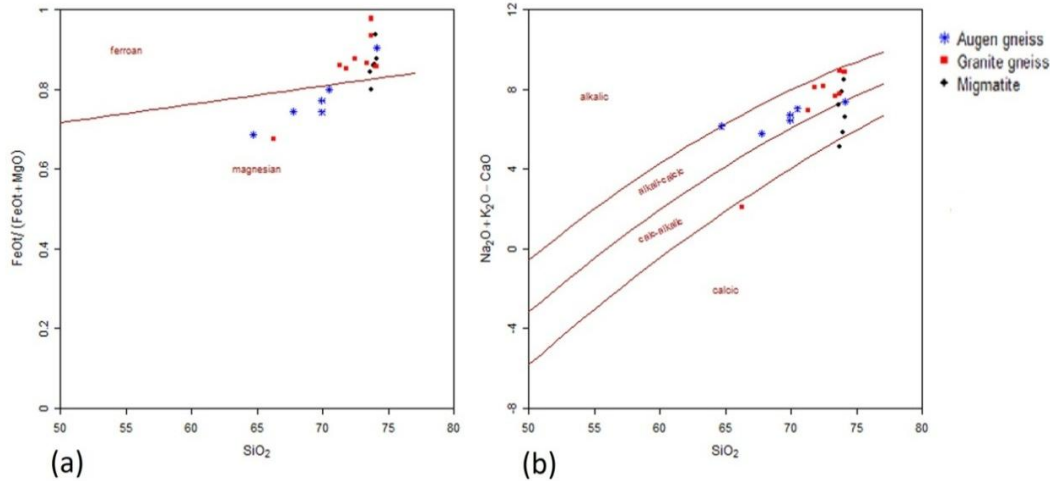 FeOt/ (FeOt + MgO)
1
0.8
0.6
0.4
0.2
0
ferroan
magnesian
50 55 60 65 70 75 80
SiO₂
(a)
Na₂O + K₂O – CaO
12
8
4
0
-4
-8
alkalic
alkali-calcic
calc-alkalic
calcic
50 55 60 65 70 75 80
SiO₂
(b)
Augen gneiss
Granite gneiss
Migmatite